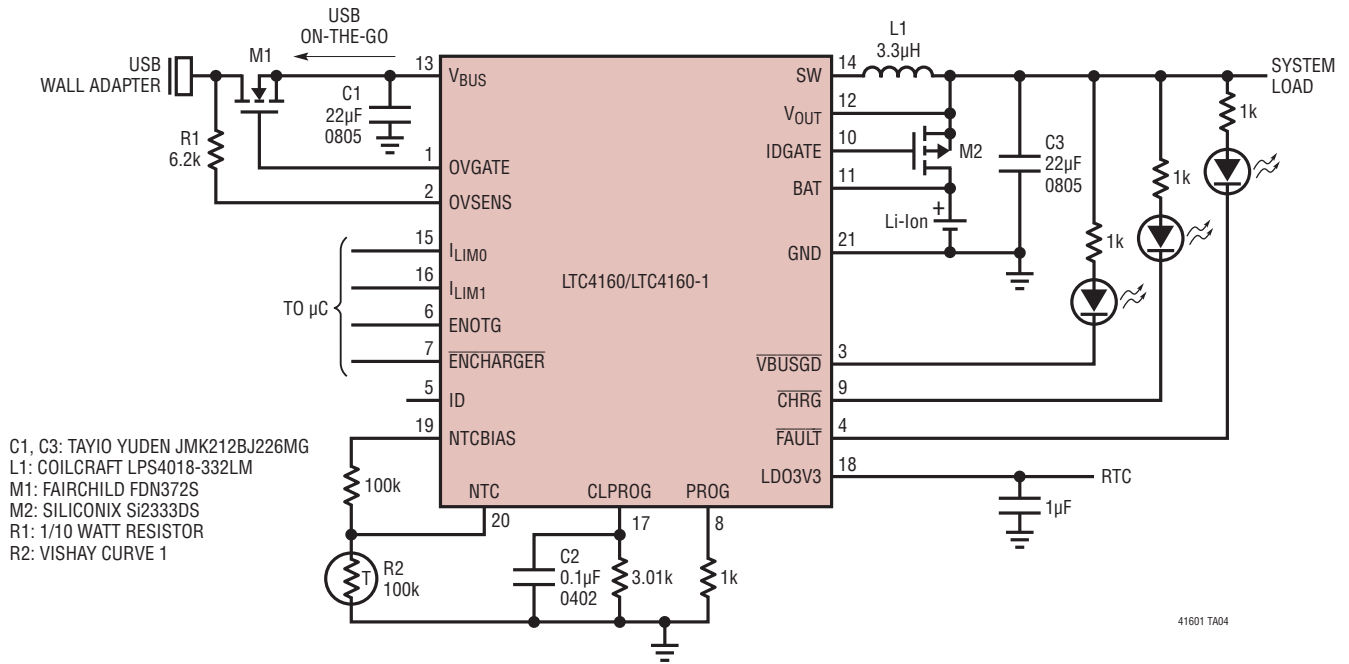 USB
ON-THE-GO
USB
WALL ADAPTER
M1
13
VBUS
C1
22µF
0805
R1
6.2k
1
OVGATE
2
OVSENS
TO µC
15
ILIM0
16
ILIM1
6
ENOTG
7
ENCHARGER
5
ID
19
NTCBIAS
100k
R2
100k
T
NTC
20
CLPROG
17
PROG
8
C2
0.1µF
0402
3.01k
1k
LTC4160/LTC4160-1
SW
14
L1
3.3µH
SYSTEM
LOAD
VOUT
12
IDGATE
10
M2
BAT
11
Li-Ion
+
GND
21
C3
22µF
0805
1k
1k
1k
VBUSGD
3
CHRG
9
FAULT
4
LDO3V3
18
RTC
1µF
C1, C3: TAYIO YUDEN JMK212BJ226MG
L1: COILCRAFT LPS4018-332LM
M1: FAIRCHILD FDN372S
M2: SILICONIX Si2333DS
R1: 1/10 WATT RESISTOR
R2: VISHAY CURVE 1
41601 TA04